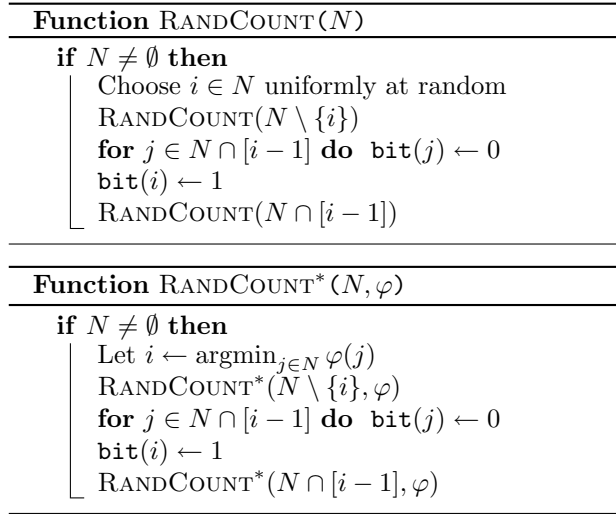 Function RANDCOUNT(N)
if N ≠ ∅ then
Choose i ∈ N uniformly at random
RANDCOUNT(N \ {i})
for j ∈ N ∩ [i − 1] do bit(j) ← 0
bit(i) ← 1
RANDCOUNT(N ∩ [i − 1])
Function RANDCOUNT*(N, φ)
if N ≠ ∅ then
Let i ← argmin_{j∈N} φ(j)
RANDCOUNT*(N \ {i}, φ)
for j ∈ N ∩ [i − 1] do bit(j) ← 0
bit(i) ← 1
RANDCOUNT*(N ∩ [i − 1], φ)